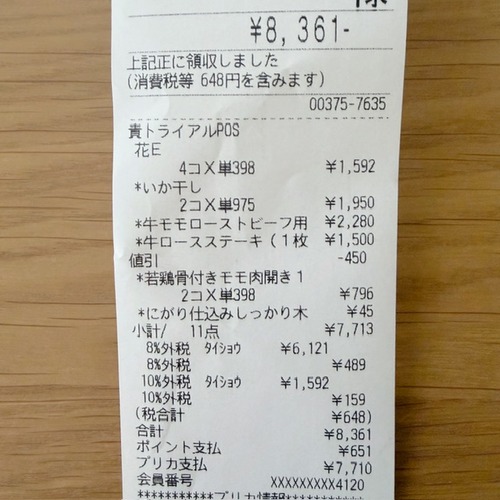 ¥8,361-
上記正に領収しました
(消費税等 648円を含みます)
00375-7635
貴トライアルPOS
花E
4コX単398 ¥1,592
*いか干し
2コX単975 ¥1,950
*牛モモローストビーフ用 ¥2,280
*牛ロースステーキ(1枚 ¥1,500
値引 -450
*若鶏骨付きモモ肉開き1
2コX単398 ¥796
*にがり仕込みしっかり木 ¥45
小計/ 11点 ¥7,713
8%外税 タイショウ ¥6,121
8%外税 ¥489
10%外税 タイショウ ¥1,592
10%外税 ¥159
(税合計 ¥648)
合計 ¥8,361
ポイント支払 ¥651
プリカ支払 ¥7,710
会員番号 XXXXXXXXX4120
***********プリカ情報***********